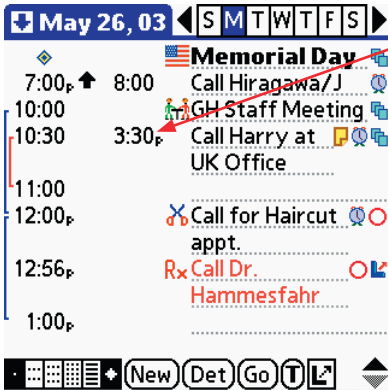 May 26, 03 S M T W T F S
Memorial Day
7:00P 8:00 Call Hiragawa/J
10:00 GH Staff Meeting
10:30 3:30P Call Harry at
UK Office
11:00
12:00P Call for Haircut
appt.
12:56P Rx Call Dr.
Hammesfahr
1:00P
New Det Go T